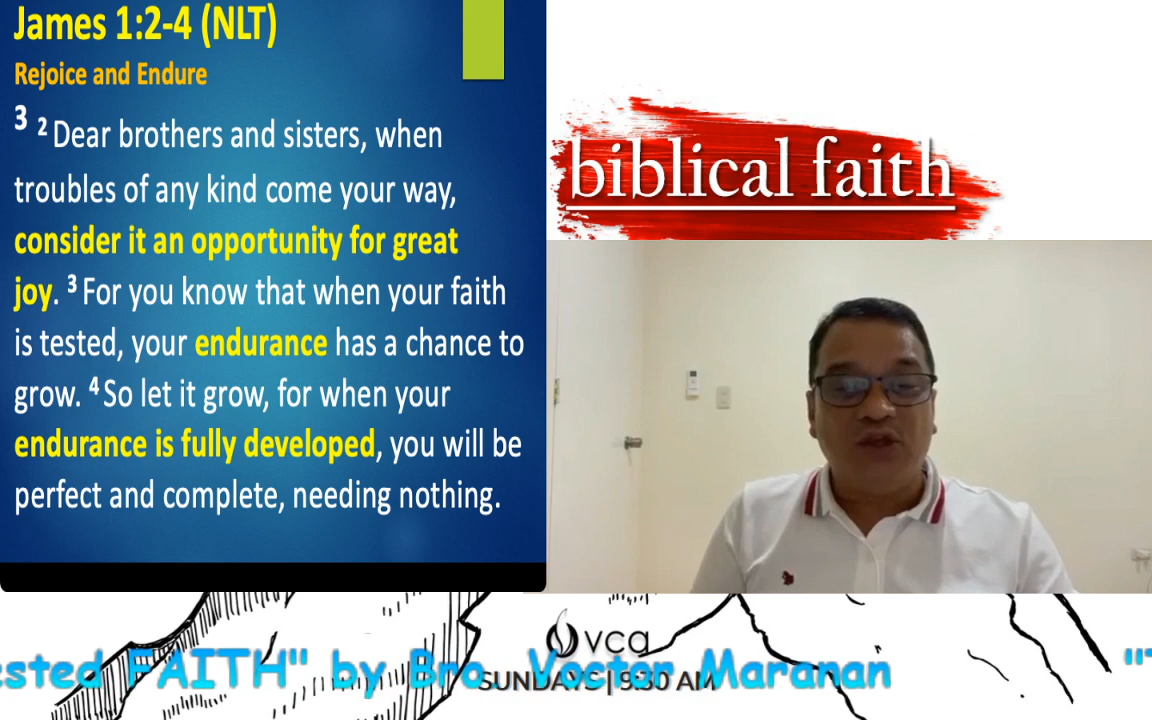 James 1:2-4 (NLT)
Rejoice and Endure
3 2 Dear brothers and sisters, when
troubles of any kind come your way,
consider it an opportunity for great
joy. 3 For you know that when your faith
is tested, your endurance has a chance to
grow. 4 So let it grow, for when your
endurance is fully developed, you will be
perfect and complete, needing nothing.
biblical faith
vca
SUNDAYS | 9:30 AM
ested FAITH" by Bro. Vector Maranan "T